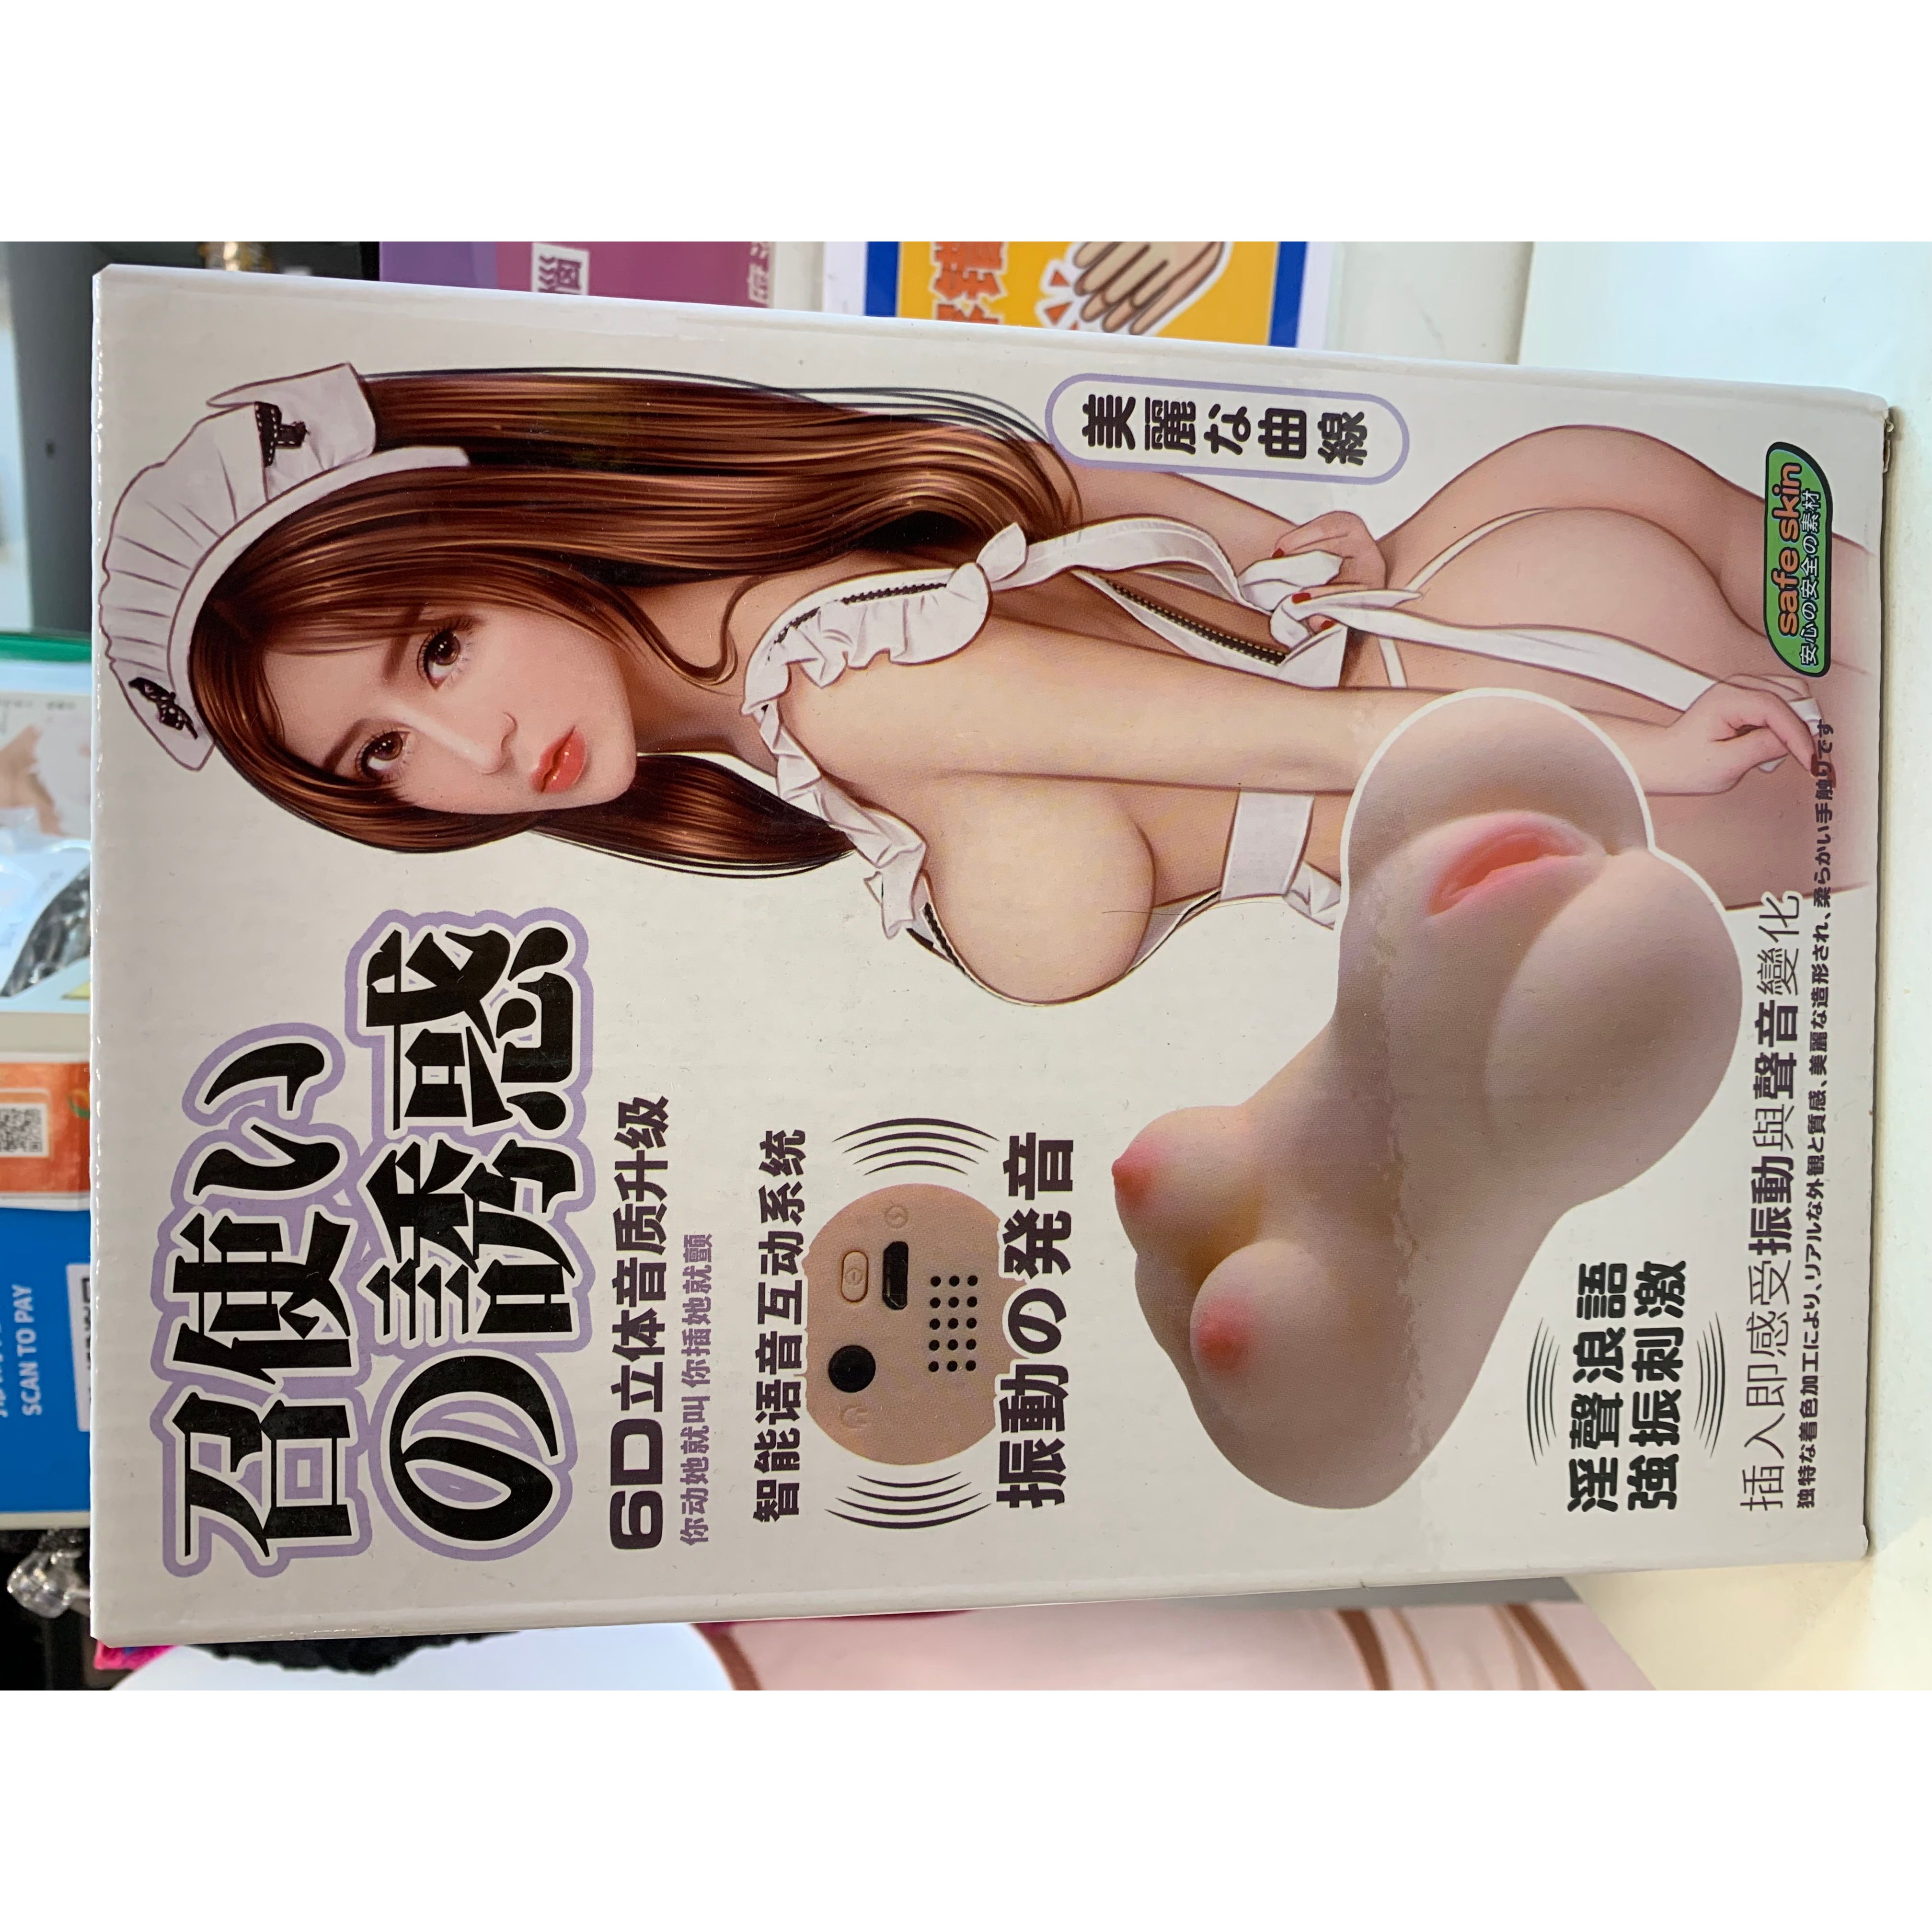 召使い
の誘惑
6D立体音质升级
你动她就叫 你插她就颤
智能语音互动系统
振動の発音
美麗な曲線
淫聲浪語
強振刺激
插入即感受振動與聲音變化
独特な着色加工により、リアルな外観と質感、美麗な造形され、柔らかい手触りです
safe skin
安心の安全の素材
SCAN TO PAY